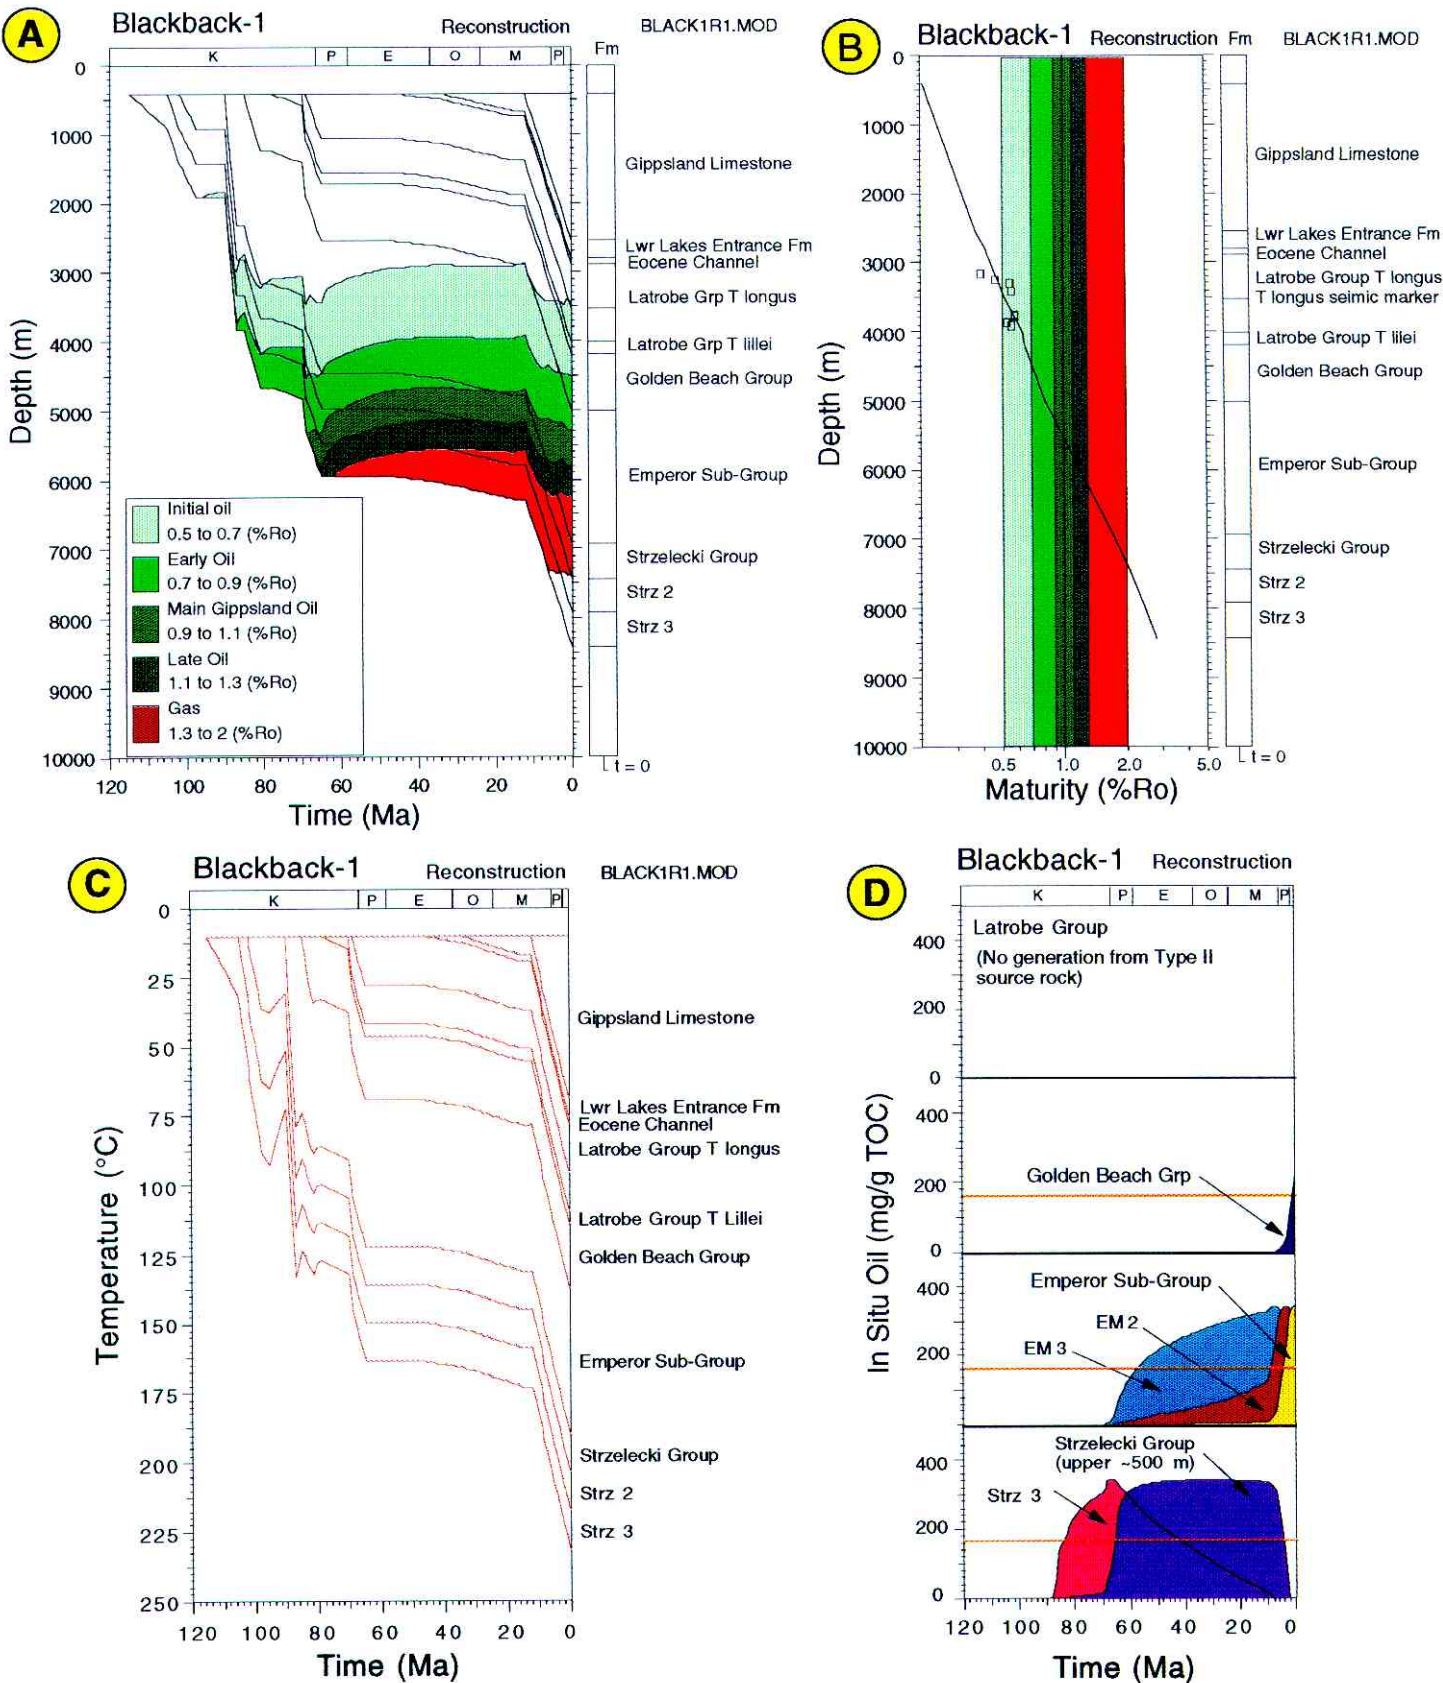 A
Blackback-1
Reconstruction
BLACK1R1.MOD
K P E O M P
Fm
0
1000
2000
3000
4000
5000
6000
7000
8000
9000
10000
Depth (m)
Gippsland Limestone
Lwr Lakes Entrance Fm
Eocene Channel
Latrobe Grp T longus
Latrobe Grp T lillei
Golden Beach Group
Emperor Sub-Group
Strzelecki Group
Strz 2
Strz 3
Initial oil
0.5 to 0.7 (%Ro)
Early Oil
0.7 to 0.9 (%Ro)
Main Gippsland Oil
0.9 to 1.1 (%Ro)
Late Oil
1.1 to 1.3 (%Ro)
Gas
1.3 to 2 (%Ro)
t = 0
120 100 80 60 40 20 0
Time (Ma)
B
Blackback-1
Reconstruction
Fm
BLACK1R1.MOD
0
1000
2000
3000
4000
5000
6000
7000
8000
9000
10000
Depth (m)
Gippsland Limestone
Lwr Lakes Entrance Fm
Eocene Channel
Latrobe Group T longus
T longus seimic marker
Latrobe Group T lilei
Golden Beach Group
Emperor Sub-Group
Strzelecki Group
Strz 2
Strz 3
t = 0
0.5 1.0 2.0 5.0
Maturity (%Ro)
C
Blackback-1
Reconstruction
BLACK1R1.MOD
K P E O M P
0
25
50
75
100
125
150
175
200
225
250
Temperature (°C)
Gippsland Limestone
Lwr Lakes Entrance Fm
Eocene Channel
Latrobe Group T longus
Latrobe Group T Lillei
Golden Beach Group
Emperor Sub-Group
Strzelecki Group
Strz 2
Strz 3
120 100 80 60 40 20 0
Time (Ma)
D
Blackback-1
Reconstruction
K P E O M P
Latrobe Group
(No generation from Type II
source rock)
400
200
0
Golden Beach Grp
400
200
0
Emperor Sub-Group
EM 2
EM 3
400
200
0
Strzelecki Group
(upper ~500 m)
Strz 3
400
200
0
In Situ Oil (mg/g TOC)
120 100 80 60 40 20 0
Time (Ma)